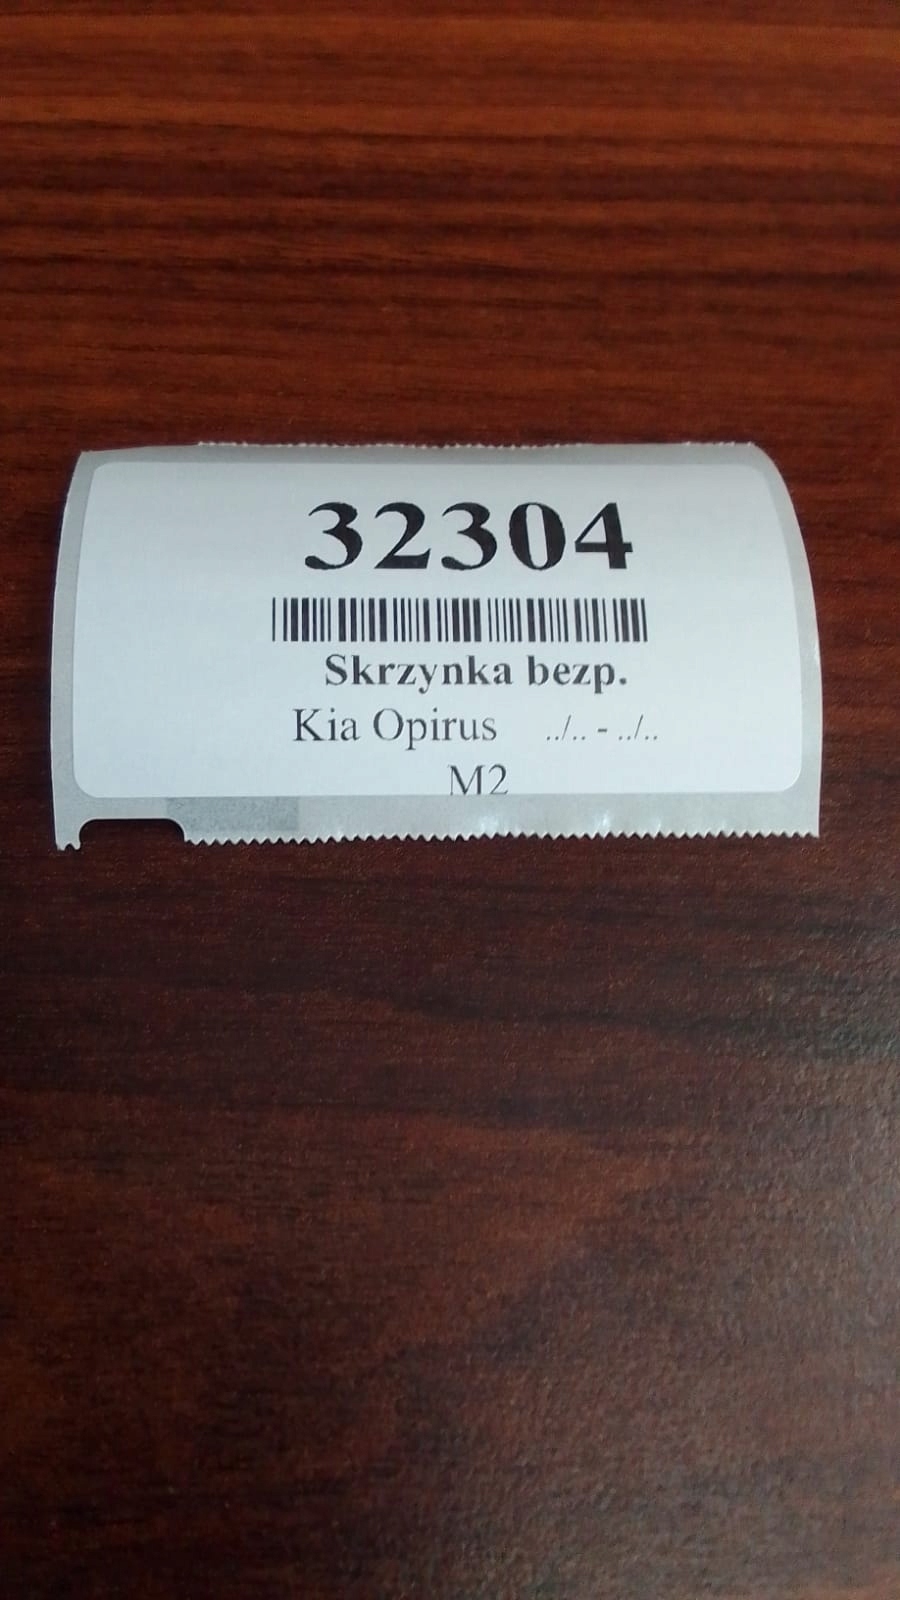 32304
Skrzynka bezp.
Kia Opirus ../.. - ../..
M2